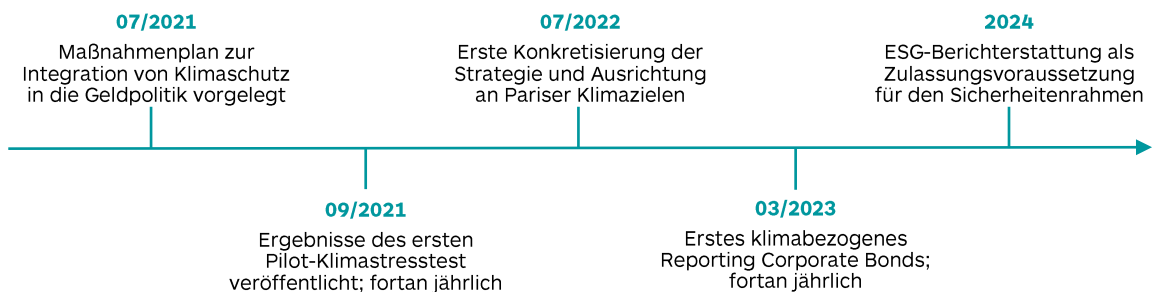 07/2021
Maßnahmenplan zur
Integration von Klimaschutz
in die Geldpolitik vorgelegt
09/2021
Ergebnisse des ersten
Pilot-Klimastresstest
veröffentlicht; fortan jährlich
07/2022
Erste Konkretisierung der
Strategie und Ausrichtung
an Pariser Klimazielen
03/2023
Erstes klimabezogenes
Reporting Corporate Bonds;
fortan jährlich
2024
ESG-Berichterstattung als
Zulassungsvoraussetzung
für den Sicherheitenrahmen